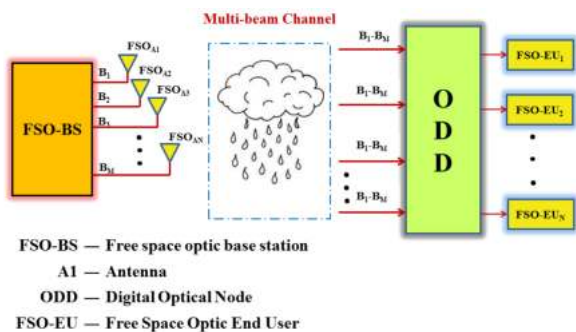 Multi-beam Channel
FSO-BS
B1
FSOA1
B2
FSOA2
B3
FSOA3
BM
FSOAN
B1-BM
B1-BM
B1-BM
B1-BM
O
D
D
FSO-EU1
FSO-EU2
FSO-EUN
FSO-BS — Free space optic base station
A1 — Antenna
ODD — Digital Optical Node
FSO-EU — Free Space Optic End User